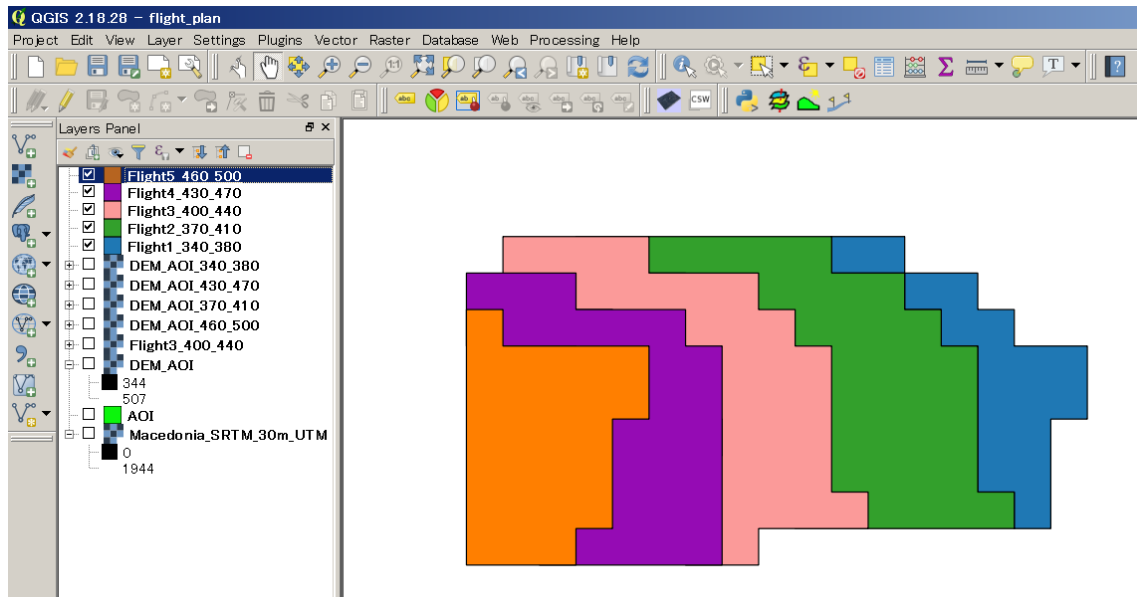 QGIS 2.18.28 - flight_plan
Project Edit View Layer Settings Plugins Vector Raster Database Web Processing Help
Layers Panel
Flight5_460_500
Flight4_430_470
Flight3_400_440
Flight2_370_410
Flight1_340_380
DEM_AOI_340_380
DEM_AOI_430_470
DEM_AOI_370_410
DEM_AOI_460_500
Flight3_400_440
DEM_AOI
344
507
AOI
Macedonia_SRTM_30m_UTM
0
1944